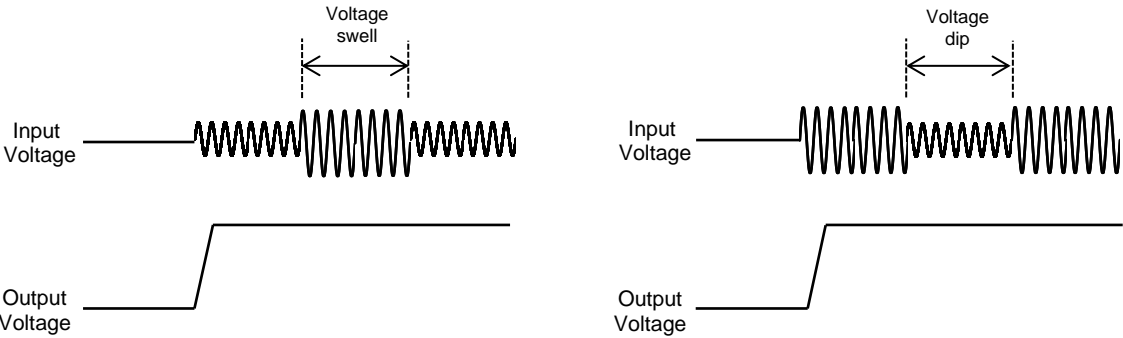 Voltage
swell
Input
Voltage
Output
Voltage
Voltage
dip
Input
Voltage
Output
Voltage